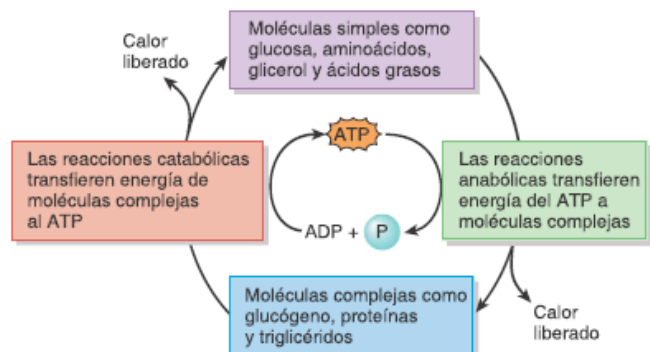 Moléculas simples como
glucosa, aminoácidos,
glicerol y ácidos grasos
Calor
liberado
ATP
Las reacciones catabólicas
transfieren energía de
moléculas complejas
al ATP
Las reacciones
anabólicas transfieren
energía del ATP a
moléculas complejas
ADP + P
Moléculas complejas como
glucógeno, proteínas
y triglicéridos
Calor
liberado